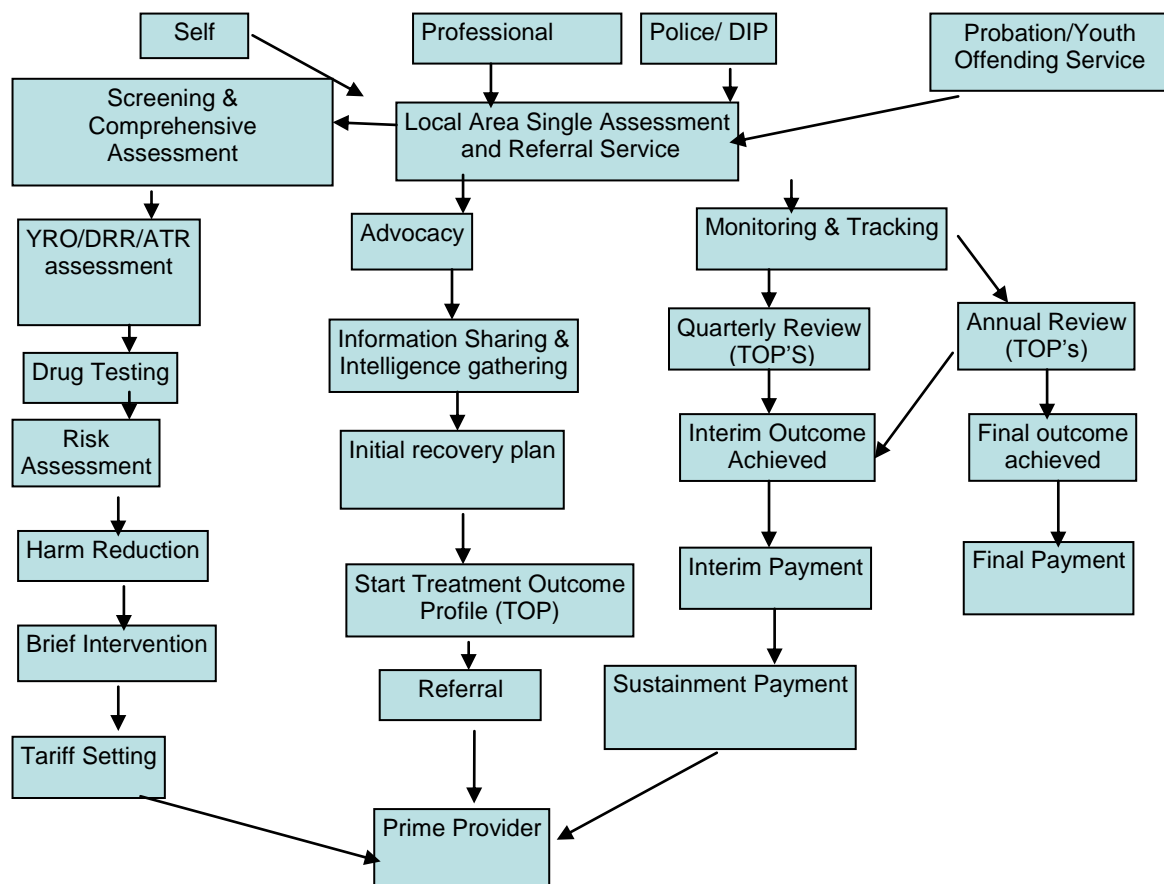 Self
Professional
Police/ DIP
Probation/Youth
Offending Service
Screening &
Comprehensive
Assessment
Local Area Single Assessment
and Referral Service
YRO/DRR/ATR
assessment
Advocacy
Monitoring & Tracking
Drug Testing
Information Sharing &
Intelligence gathering
Quarterly Review
(TOP'S)
Annual Review
(TOP's)
Risk
Assessment
Initial recovery plan
Interim Outcome
Achieved
Final outcome
achieved
Harm Reduction
Start Treatment Outcome
Profile (TOP)
Interim Payment
Final Payment
Brief Intervention
Referral
Sustainment Payment
Tariff Setting
Prime Provider